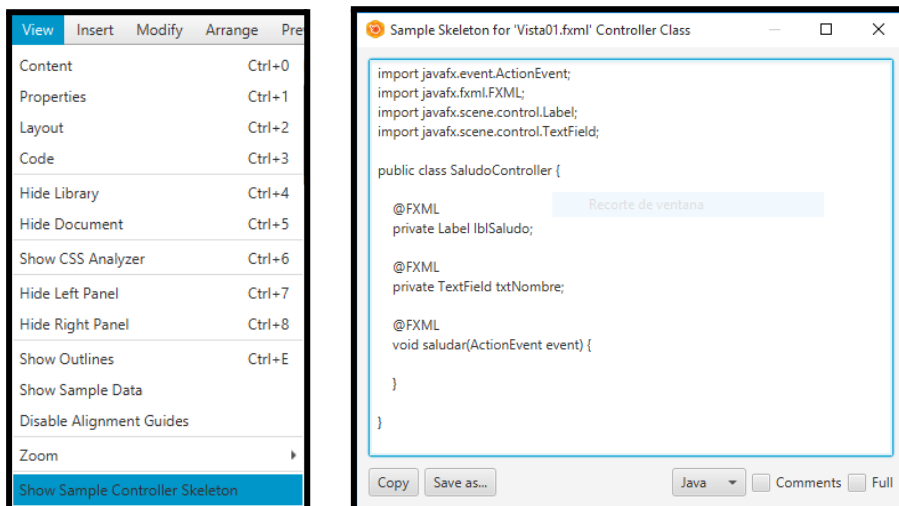 View Insert Modify Arrange
Content Ctrl+0
Properties Ctrl+1
Layout Ctrl+2
Code Ctrl+3
Hide Library Ctrl+4
Hide Document Ctrl+5
Show CSS Analyzer Ctrl+6
Hide Left Panel Ctrl+7
Hide Right Panel Ctrl+8
Show Outlines Ctrl+E
Show Sample Data
Disable Alignment Guides
Zoom
Show Sample Controller Skeleton
Sample Skeleton for 'Vista01.fxml' Controller Class
import javafx.event.ActionEvent;
import javafx.fxml.FXML;
import javafx.scene.control.Label;
import javafx.scene.control.TextField;
public class SaludoController {
Recorte de ventana
@FXML
private Label lblSaludo;
@FXML
private TextField txtNombre;
@FXML
void saludar(ActionEvent event) {
}
}
Copy Save as... Java Comments Full